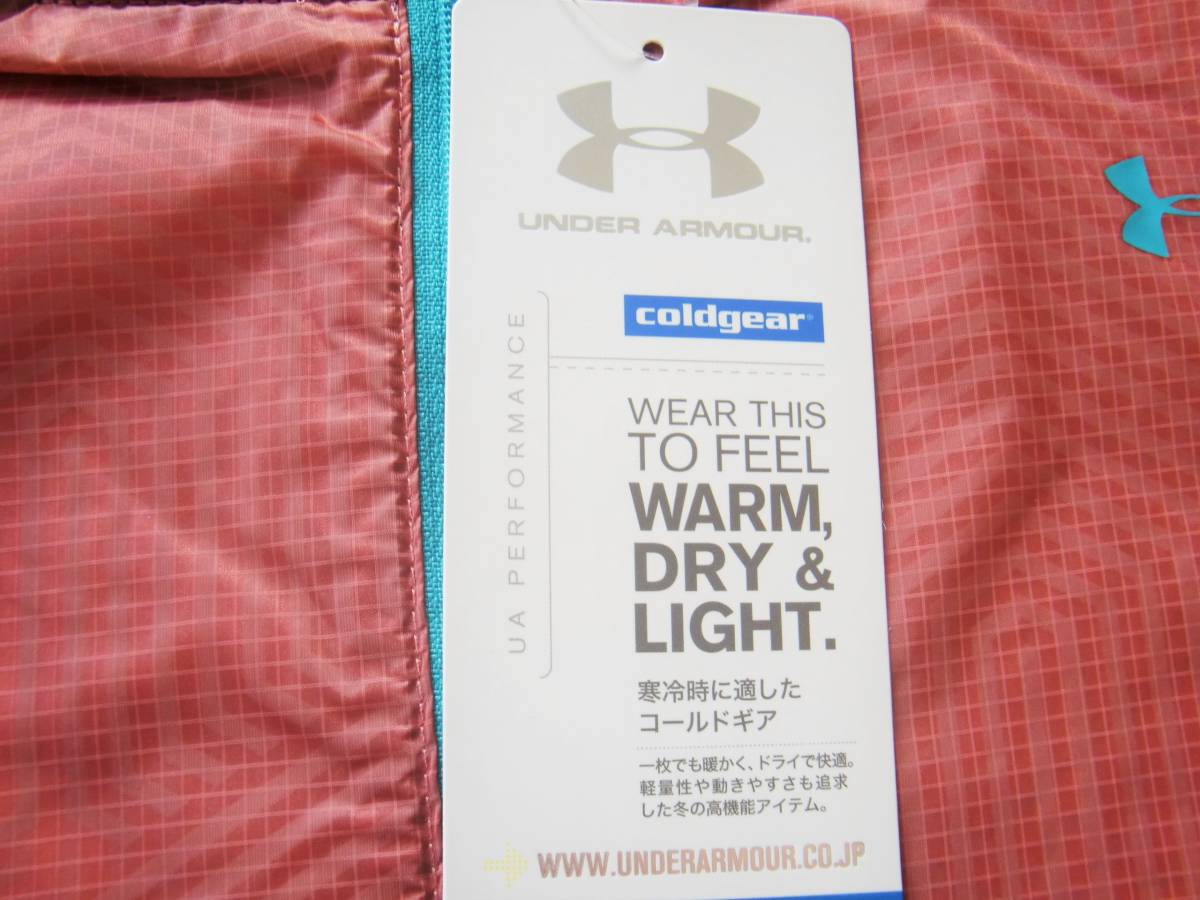 UNDER ARMOUR.
coldgear®
UA PERFORMANCE
WEAR THIS
TO FEEL
WARM,
DRY &
LIGHT.
寒冷時に適した
コールドギア
一枚でも暖かく、ドライで快適。
軽量性や動きやすさも追求
した冬の高機能アイテム。
WWW.UNDERARMOUR.CO.JP